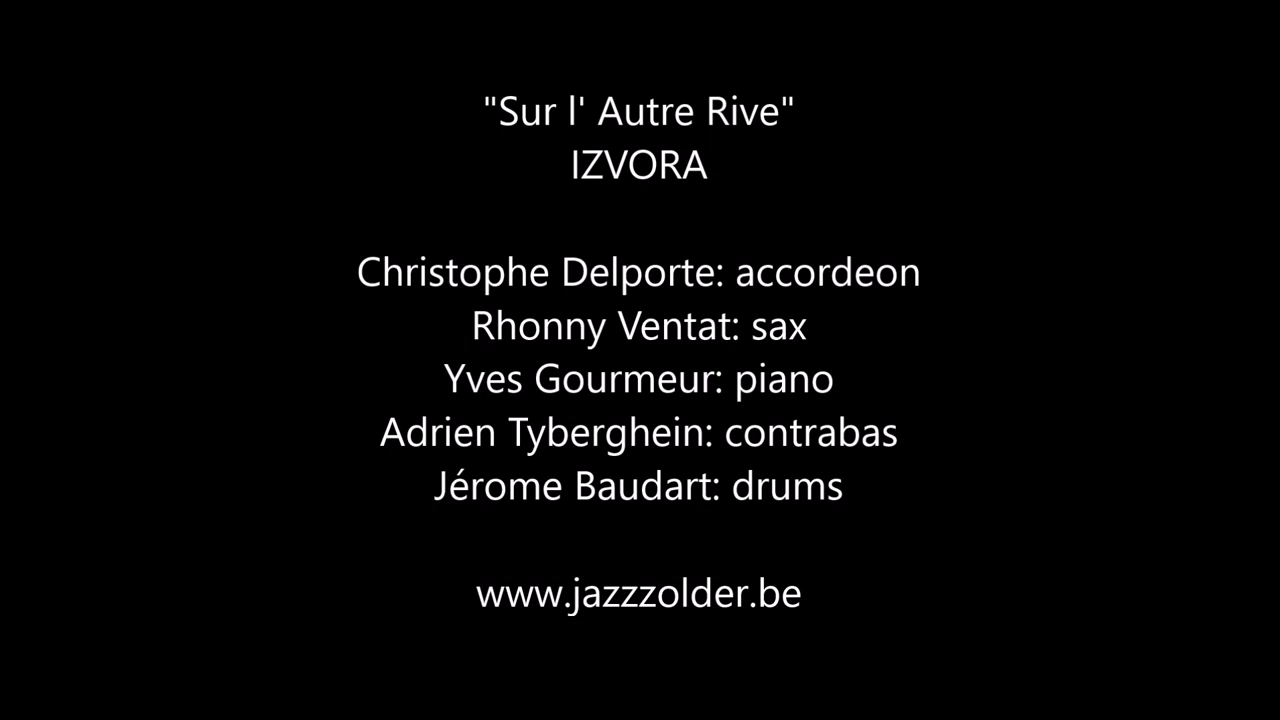 "Sur l' Autre Rive"
IZVORA
Christophe Delporte: accordeon
Rhonny Ventat: sax
Yves Gourmeur: piano
Adrien Tyberghein: contrabas
Jérome Baudart: drums
www.jazzzolder.be